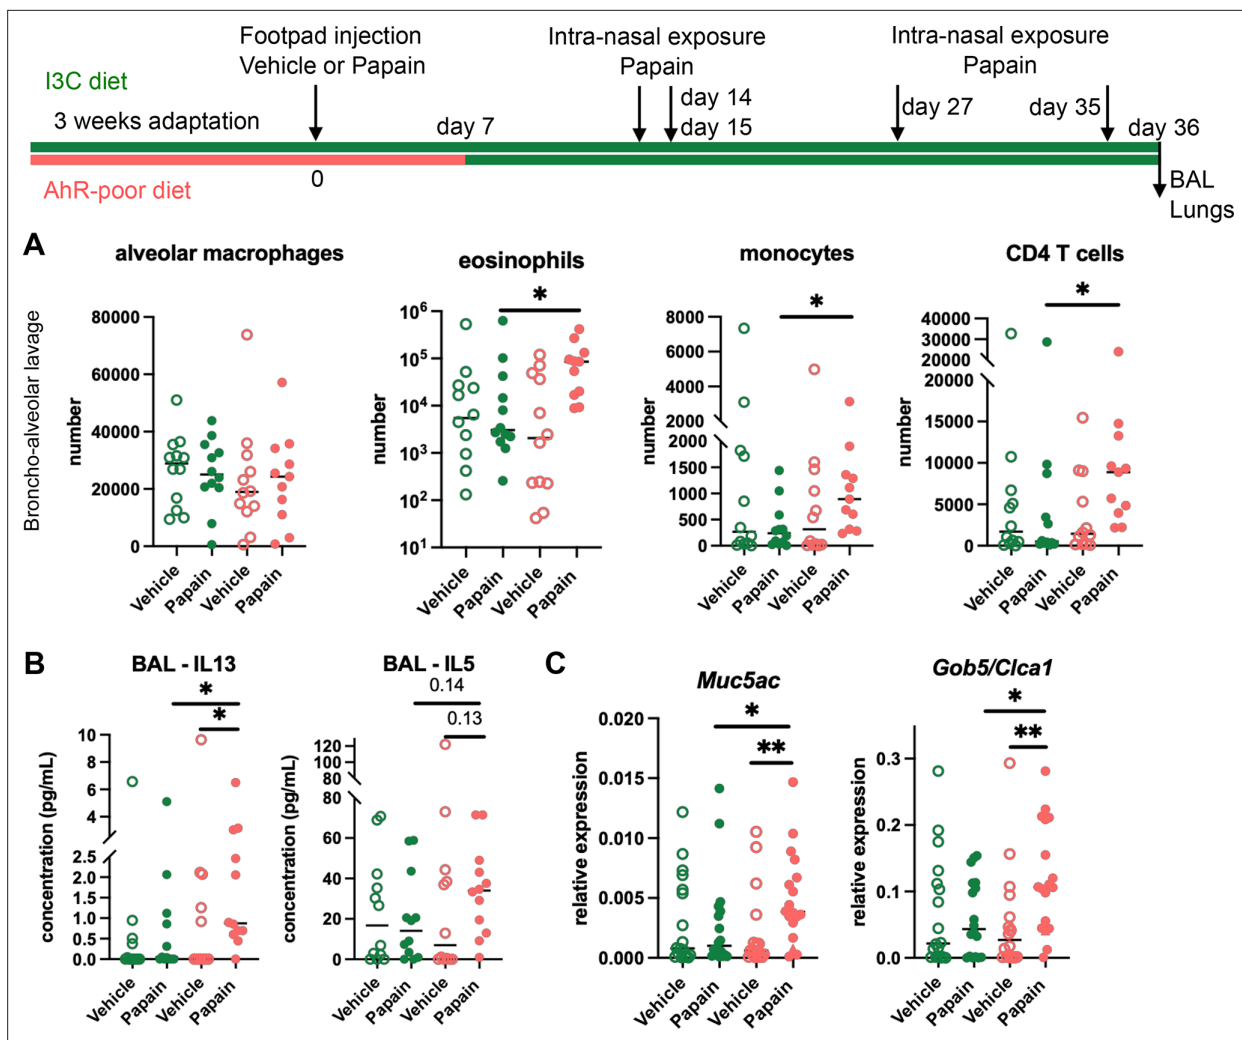 Footpad injection
Vehicle or Papain
Intra-nasal exposure
Papain
Intra-nasal exposure
Papain
I3C diet
3 weeks adaptation
day 7
day 14
day 15
day 27
day 35
day 36
AhR-poor diet
0
BAL
Lungs
A
Broncho-alveolar lavage
alveolar macrophages
number
80000
60000
40000
20000
0
Vehicle
Papain
Vehicle
Papain
eosinophils
*
number
10^6
10^5
10^4
10^3
10^2
10^1
Vehicle
Papain
Vehicle
Papain
monocytes
*
number
8000
6000
4000
2000
2000
1500
1000
500
0
Vehicle
Papain
Vehicle
Papain
CD4 T cells
*
number
40000
30000
20000
20000
15000
10000
5000
0
Vehicle
Papain
Vehicle
Papain
B
BAL - IL13
*
*
concentration (pg/mL)
10
8
6
4
2.5
2.0
1.5
1.0
0.5
0.0
Vehicle
Papain
Vehicle
Papain
BAL - IL5
0.14
0.13
concentration (pg/mL)
120
100
80
80
60
40
20
0
Vehicle
Papain
Vehicle
Papain
C
Muc5ac
*
**
relative expression
0.020
0.015
0.010
0.005
0.000
Vehicle
Papain
Vehicle
Papain
Gob5/Clca1
*
**
relative expression
0.3
0.2
0.1
0.0
Vehicle
Papain
Vehicle
Papain